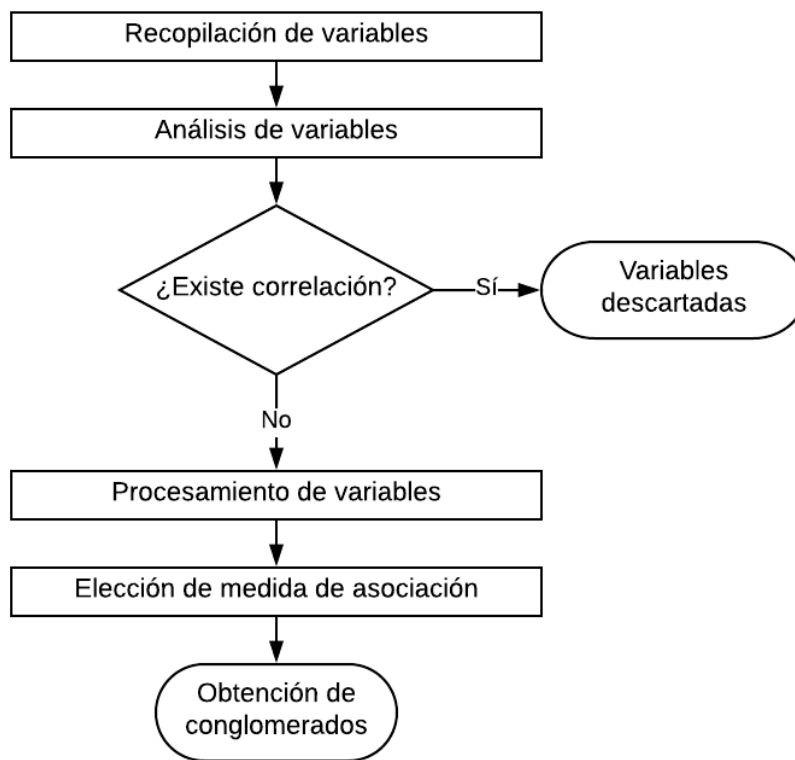 Recopilación de variables
Análisis de variables
¿Existe correlación?
Sí
Variables
descartadas
No
Procesamiento de variables
Elección de medida de asociación
Obtención de
conglomerados